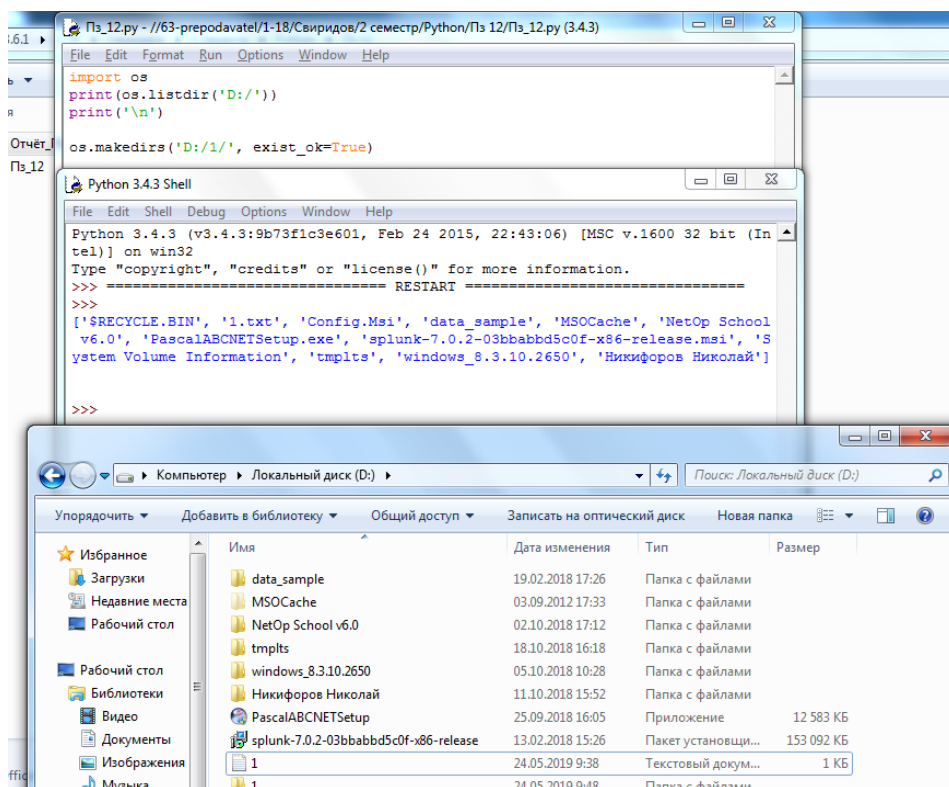 Пз_12.py - //63-prepodavatel/1-18/Свиридов/2 семестр/Python/Пз 12/Пз_12.py (3.4.3)
.6.1
File Edit Format Run Options Window Help
import os
print(os.listdir('D:/'))
print('\n')
Отчёт_
os.makedirs('D:/1/', exist_ok=True)
Пз_12
Python 3.4.3 Shell
File Edit Shell Debug Options Window Help
Python 3.4.3 (v3.4.3:9b73f1c3e601, Feb 24 2015, 22:43:06) [MSC v.1600 32 bit (In
tel)] on win32
Type "copyright", "credits" or "license()" for more information.
>>> ================================ RESTART ================================
>>>
['$RECYCLE.BIN', '1.txt', 'Config.Msi', 'data_sample', 'MSOCache', 'NetOp School
v6.0', 'PascalABCNETSetup.exe', 'splunk-7.0.2-03bbabbd5c0f-x86-release.msi', 'S
ystem Volume Information', 'tmplts', 'windows_8.3.10.2650', 'Никифоров Николай']
>>>
Компьютер Локальный диск (D:) Поиск: Локальный диск (D:)
Упорядочить Добавить в библиотеку Общий доступ Записать на оптический диск Новая папка
Избранное Имя Дата изменения Тип Размер
Загрузки data_sample 19.02.2018 17:26 Папка с файлами
Недавние места MSOCache 03.09.2012 17:33 Папка с файлами
Рабочий стол NetOp School v6.0 02.10.2018 17:12 Папка с файлами
tmplts 18.10.2018 16:18 Папка с файлами
Рабочий стол windows_8.3.10.2650 05.10.2018 10:28 Папка с файлами
Библиотеки Никифоров Николай 11.10.2018 15:52 Папка с файлами
Видео PascalABCNETSetup 25.09.2018 16:05 Приложение 12 583 КБ
Документы splunk-7.0.2-03bbabbd5c0f-x86-release 13.02.2018 15:26 Пакет установщи... 153 092 КБ
Изображения 1 24.05.2019 9:38 Текстовый докум... 1 КБ
Музыка 1 24.05.2019 9:48 Папка с файлами